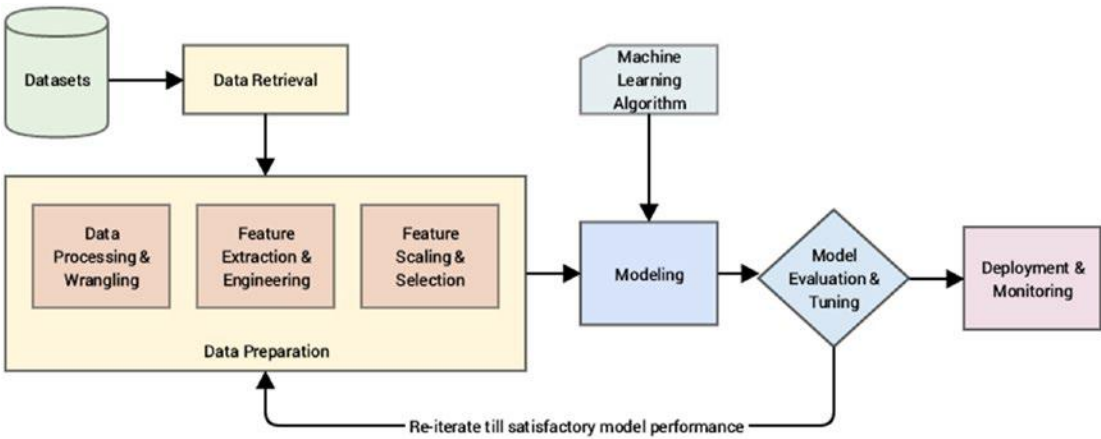 Datasets
Data Retrieval
Machine
Learning
Algorithm
Data
Processing &
Wrangling
Feature
Extraction &
Engineering
Feature
Scaling &
Selection
Data Preparation
Modeling
Model
Evaluation &
Tuning
Deployment &
Monitoring
Re-iterate till satisfactory model performance